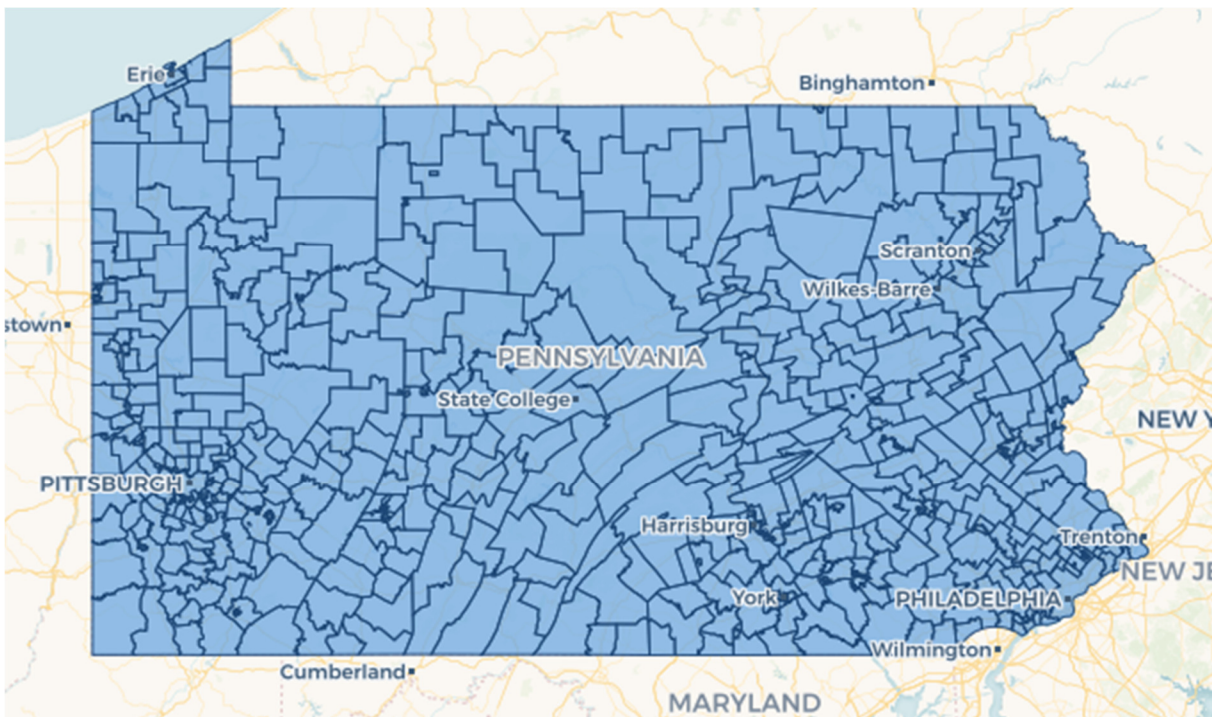 Erie
Binghamton
Scranton
Wilkes-Barre
stown
PENNSYLVANIA
State College
NEW Y
PITTSBURGH
Harrisburg
Trenton
NEW JE
York
PHILADELPHIA
Wilmington
Cumberland
MARYLAND